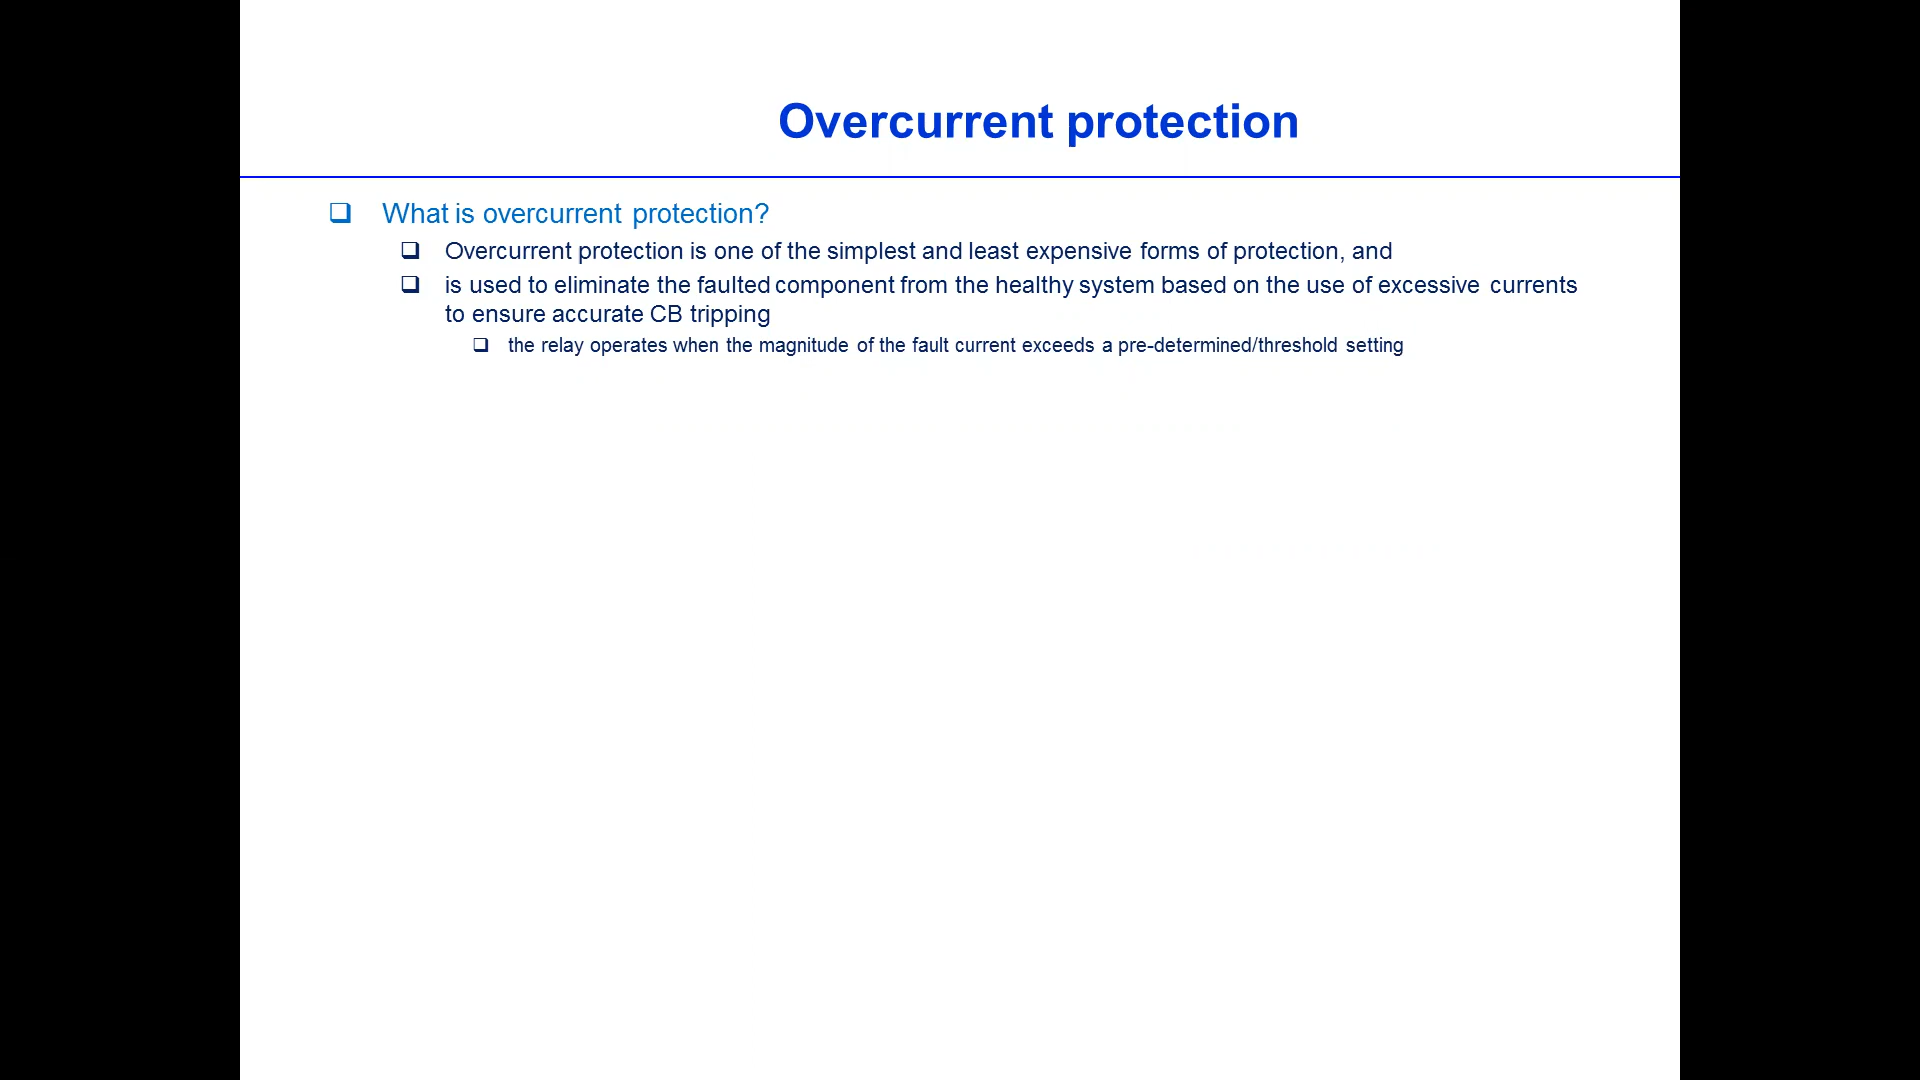 Overcurrent protection
What is overcurrent protection?
Overcurrent protection is one of the simplest and least expensive forms of protection, and
is used to eliminate the faulted component from the healthy system based on the use of excessive currents
to ensure accurate CB tripping
the relay operates when the magnitude of the fault current exceeds a pre-determined/threshold setting